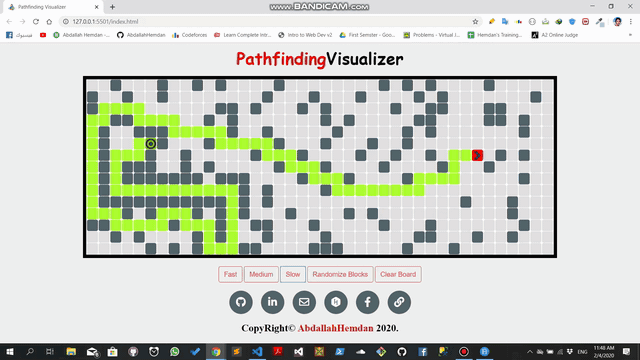 www.BANDICAM.com
Pathfinding Visualizer
127.0.0.1:5501/index.html
فيسبوك
Abdallah Hemdan -
AbdallahHemdan
Codeforces
Learn Complete Intr
Intro to Web Dev v2
First Semster - Goo
Problems - Virtual J
Hemdan's Training
A2 Online Judge
PathfindingVisualizer
Fast
Medium
Slow
Randomize Blocks
Clear Board
CopyRight© AbdallahHemdan 2020.
ENG
11:48 AM
2/4/2020